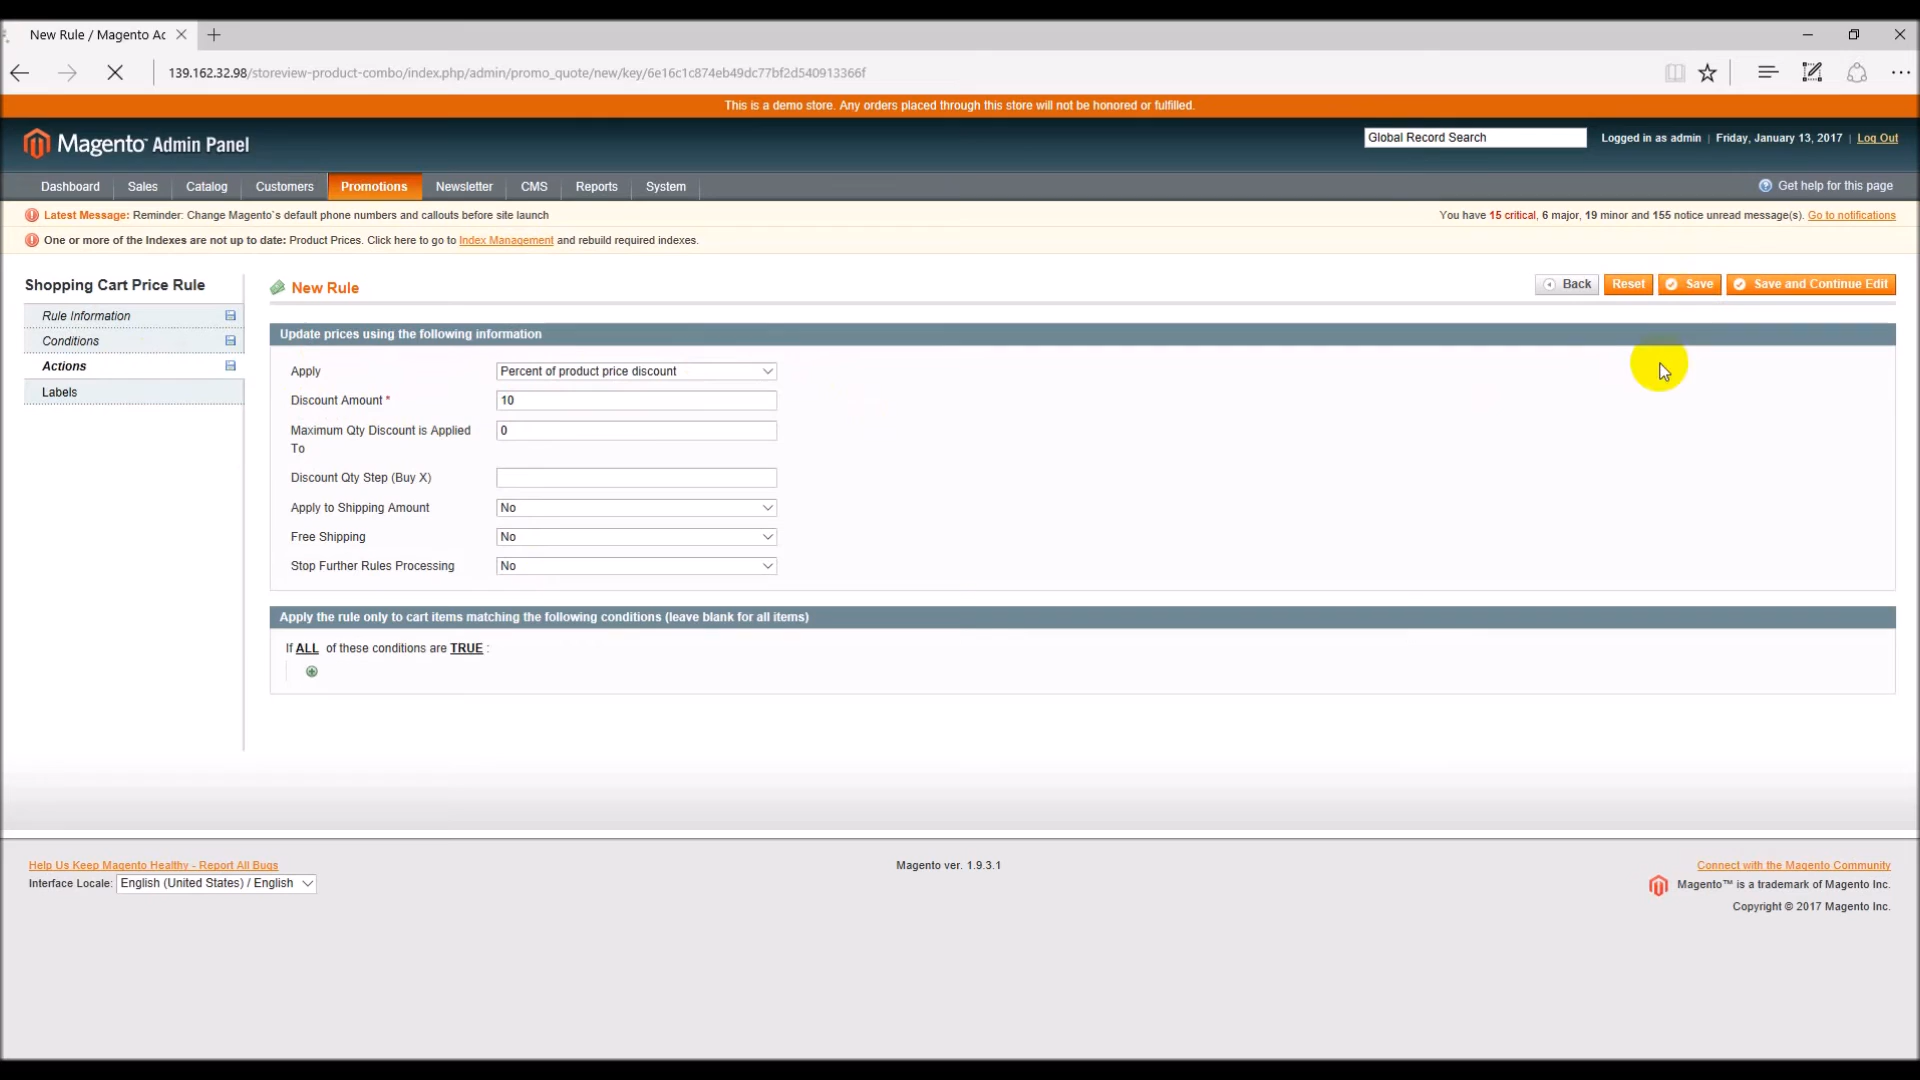 New Rule / Magento Ac
139.162.32.98/storeview-product-combo/index.php/admin/promo_quote/new/key/6e16c1c874eb49dc77bf2d540913366f
This is a demo store. Any orders placed through this store will not be honored or fulfilled.
Magento™ Admin Panel
Global Record Search
Logged in as admin | Friday, January 13, 2017 | Log Out
Dashboard Sales Catalog Customers Promotions Newsletter CMS Reports System
Get help for this page
Latest Message: Reminder: Change Magento`s default phone numbers and callouts before site launch
You have 15 critical, 6 major, 19 minor and 155 notice unread message(s). Go to notifications
One or more of the Indexes are not up to date: Product Prices. Click here to go to Index Management and rebuild required indexes.
Shopping Cart Price Rule
Rule Information
Conditions
Actions
Labels
New Rule
Back Reset Save Save and Continue Edit
Update prices using the following information
Apply Percent of product price discount
Discount Amount * 10
Maximum Qty Discount is Applied To 0
Discount Qty Step (Buy X)
Apply to Shipping Amount No
Free Shipping No
Stop Further Rules Processing No
Apply the rule only to cart items matching the following conditions (leave blank for all items)
If ALL of these conditions are TRUE :
Help Us Keep Magento Healthy - Report All Bugs
Interface Locale: English (United States) / English
Magento ver. 1.9.3.1
Connect with the Magento Community
Magento™ is a trademark of Magento Inc.
Copyright © 2017 Magento Inc.